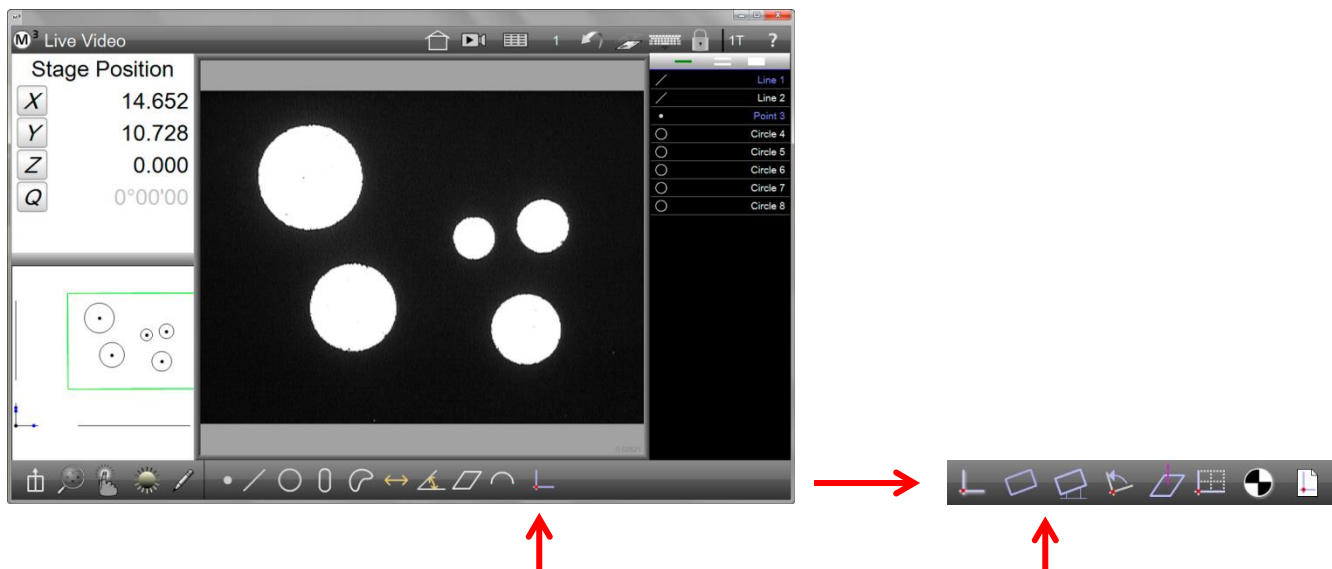 M³
M³ Live Video
1
1T
?
Stage Position
X 14.652
Y 10.728
Z 0.000
Q 0°00'00
Line 1
Line 2
Point 3
Circle 4
Circle 5
Circle 6
Circle 7
Circle 8